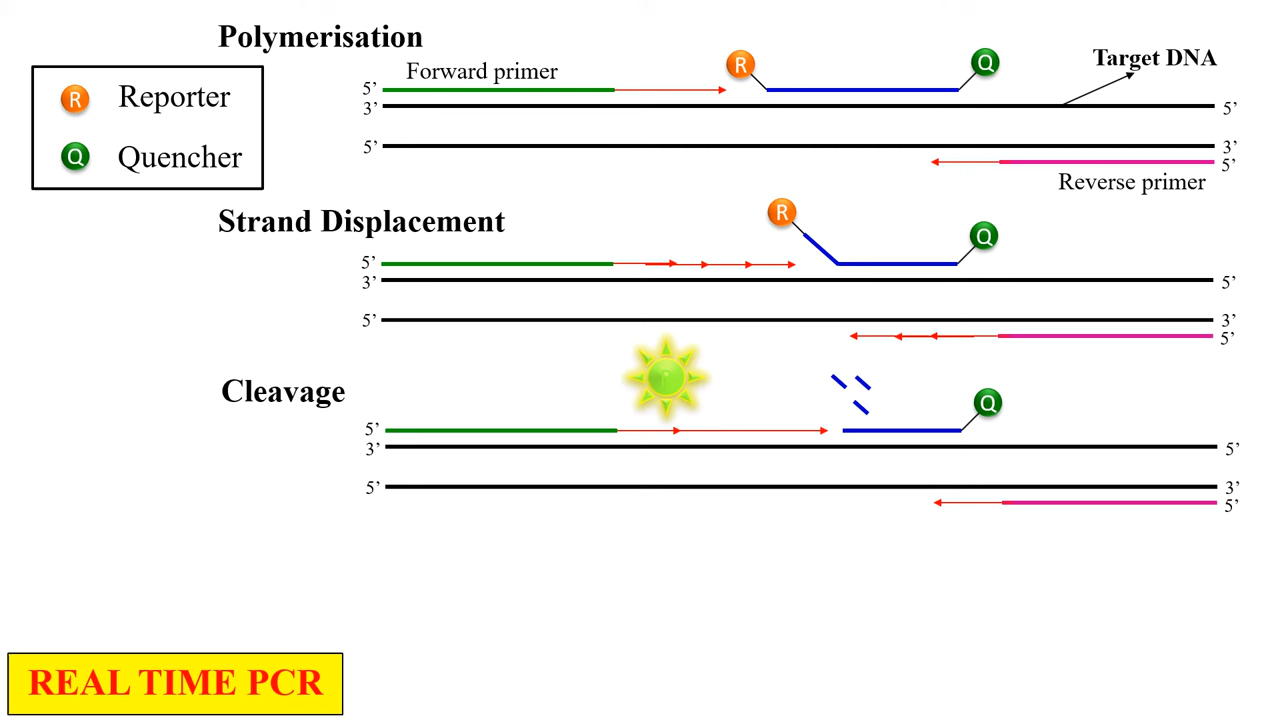 Polymerisation
R Reporter
Q Quencher
Forward primer
R
Q
Target DNA
5’
3’
5’
5’
3’
5’
Reverse primer
Strand Displacement
R
Q
5’
3’
5’
5’
3’
5’
Cleavage
Q
5’
3’
5’
5’
3’
5’
REAL TIME PCR